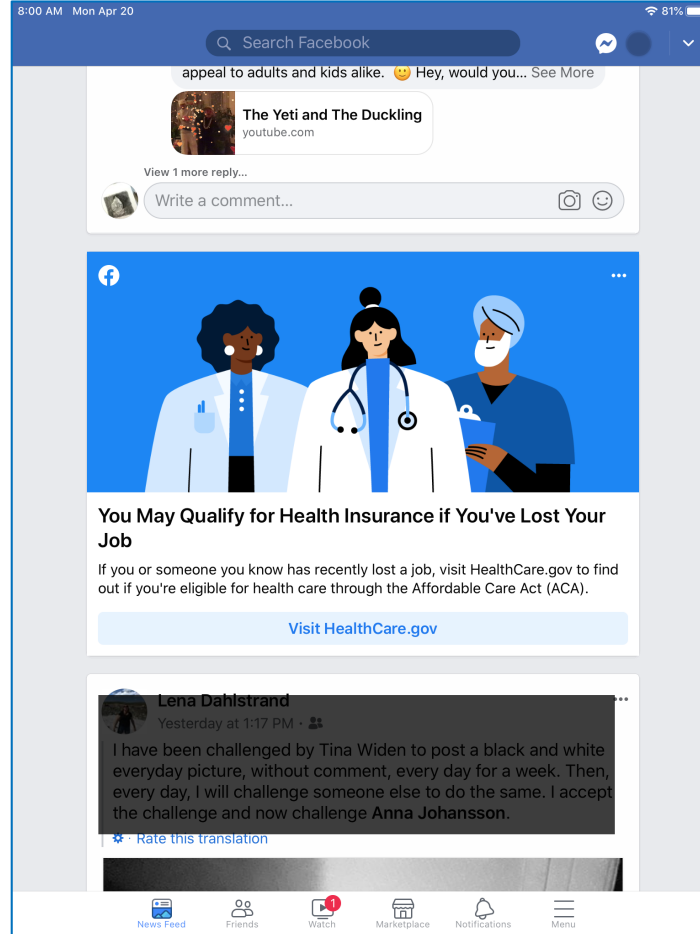 8:00 AM Mon Apr 20
81%
Search Facebook
appeal to adults and kids alike. 🙂 Hey, would you... See More
The Yeti and The Duckling
youtube.com
View 1 more reply...
Write a comment...
You May Qualify for Health Insurance if You've Lost Your
Job
If you or someone you know has recently lost a job, visit HealthCare.gov to find
out if you're eligible for health care through the Affordable Care Act (ACA).
Visit HealthCare.gov
Lena Dahlstrand
Yesterday at 1:17 PM ·
I have been challenged by Tina Widen to post a black and white
everyday picture, without comment, every day for a week. Then,
every day, I will challenge someone else to do the same. I accept
the challenge and now challenge Anna Johansson.
· Rate this translation
1
News Feed
Friends
Watch
Marketplace
Notifications
Menu